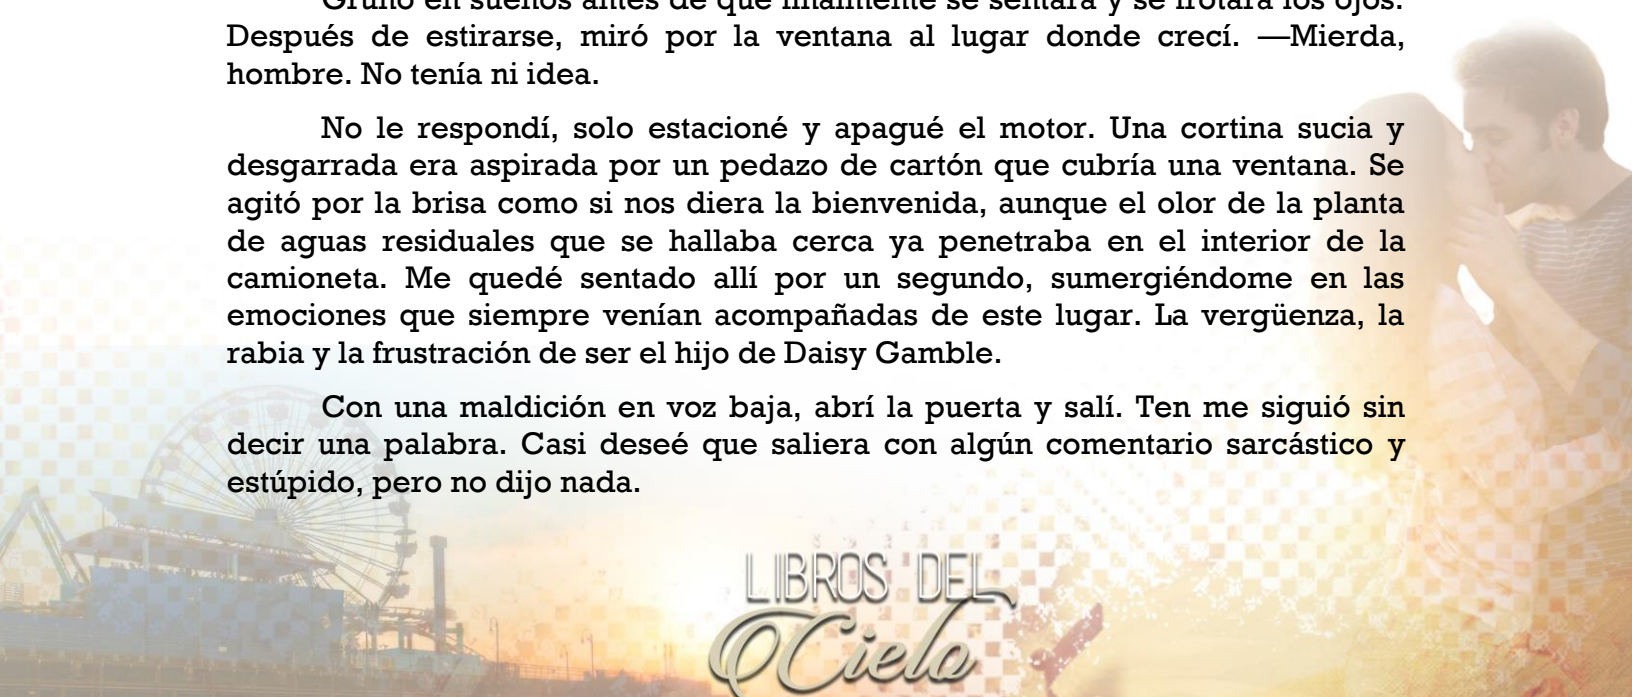 Gruñó en sueños antes de que finalmente se sentara y se frotara los ojos.
Después de estirarse, miró por la ventana al lugar donde crecí. —Mierda,
hombre. No tenía ni idea.
No le respondí, solo estacioné y apagué el motor. Una cortina sucia y
desgarrada era aspirada por un pedazo de cartón que cubría una ventana. Se
agitó por la brisa como si nos diera la bienvenida, aunque el olor de la planta
de aguas residuales que se hallaba cerca ya penetraba en el interior de la
camioneta. Me quedé sentado allí por un segundo, sumergiéndome en las
emociones que siempre venían acompañadas de este lugar. La vergüenza, la
rabia y la frustración de ser el hijo de Daisy Gamble.
Con una maldición en voz baja, abrí la puerta y salí. Ten me siguió sin
decir una palabra. Casi deseé que saliera con algún comentario sarcástico y
estúpido, pero no dijo nada.
LIBROS DEL
Cielo